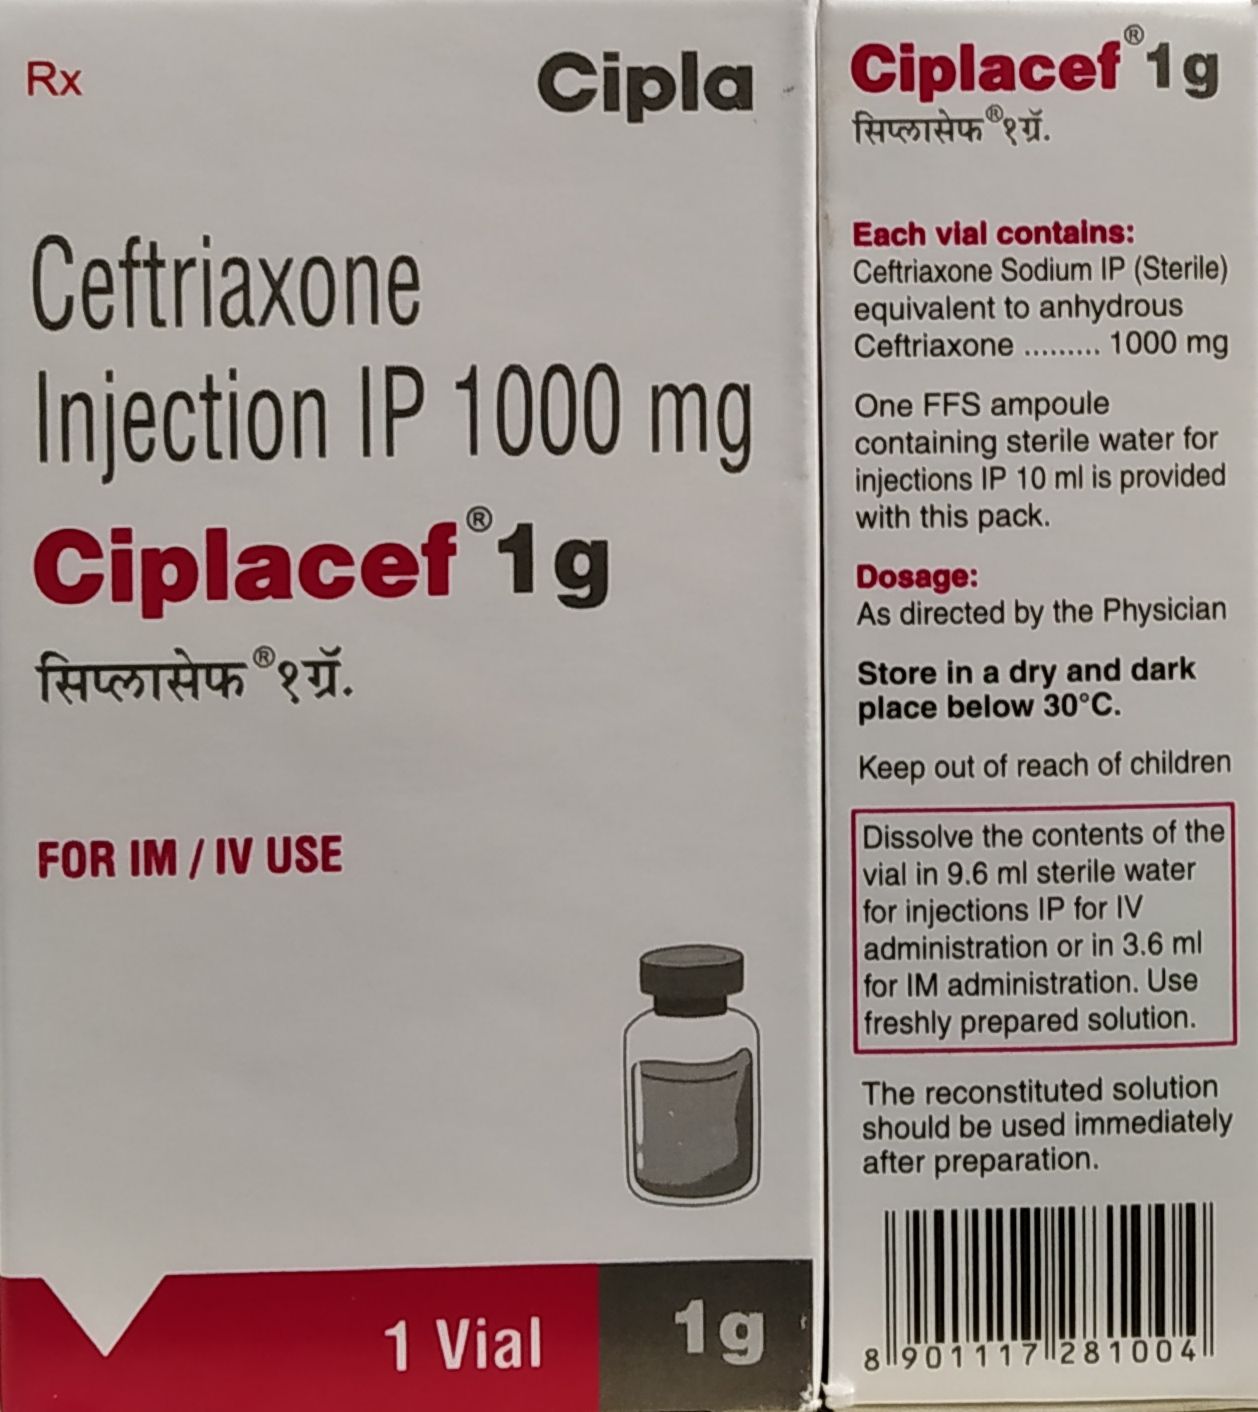 Rx
Cipla
Ceftriaxone
Injection IP 1000 mg
Ciplacef® 1g
सिप्लासेफ®१ग्रॅ.
FOR IM / IV USE
1 Vial
1g
Ciplacef® 1g
सिप्लासेफ®१ग्रॅ.
Each vial contains:
Ceftriaxone Sodium IP (Sterile)
equivalent to anhydrous
Ceftriaxone ......... 1000 mg
One FFS ampoule
containing sterile water for
injections IP 10 ml is provided
with this pack.
Dosage:
As directed by the Physician
Store in a dry and dark
place below 30°C.
Keep out of reach of children
Dissolve the contents of the
vial in 9.6 ml sterile water
for injections IP for IV
administration or in 3.6 ml
for IM administration. Use
freshly prepared solution.
The reconstituted solution
should be used immediately
after preparation.
8 901117 281004